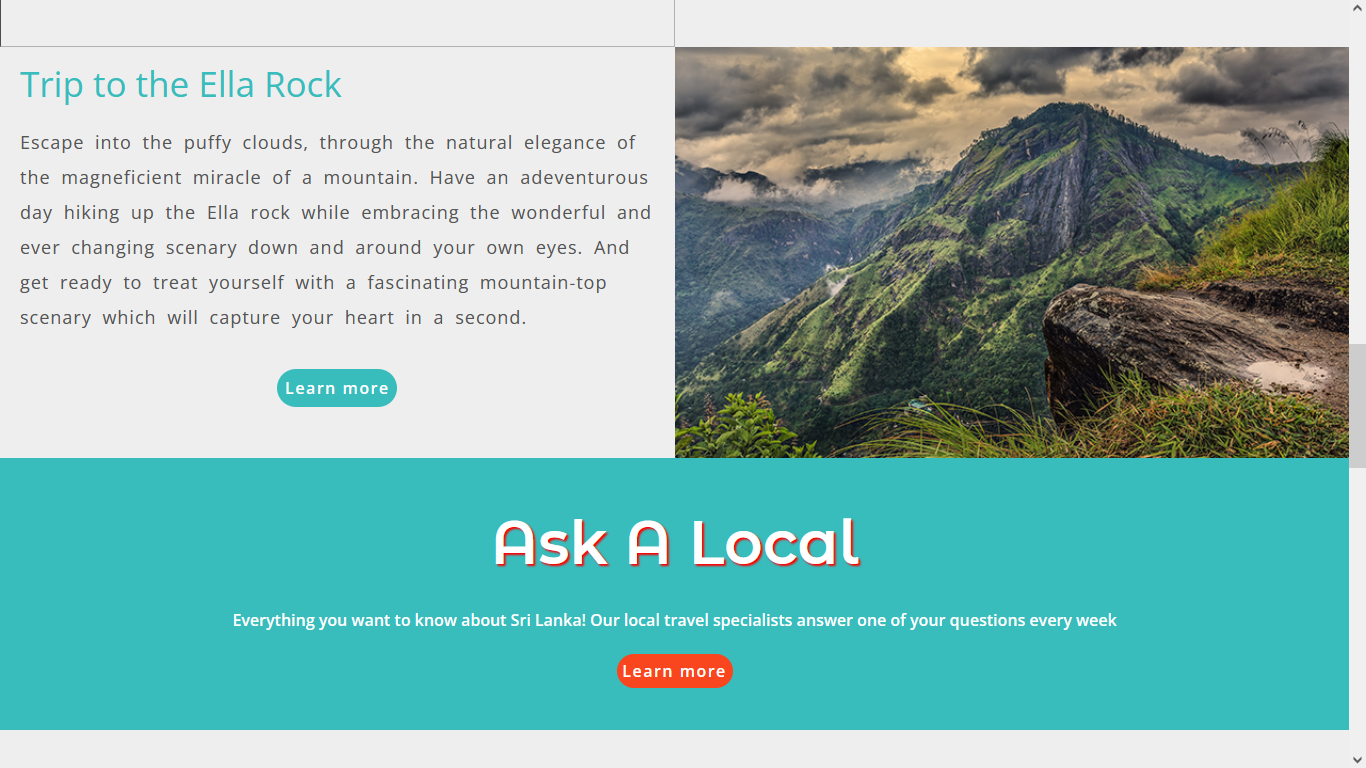 Trip to the Ella Rock
Escape into the puffy clouds, through the natural elegance of
the magneficient miracle of a mountain. Have an adeventurous
day hiking up the Ella rock while embracing the wonderful and
ever changing scenary down and around your own eyes. And
get ready to treat yourself with a fascinating mountain-top
scenary which will capture your heart in a second.
Learn more
Ask A Local
Everything you want to know about Sri Lanka! Our local travel specialists answer one of your questions every week
Learn more